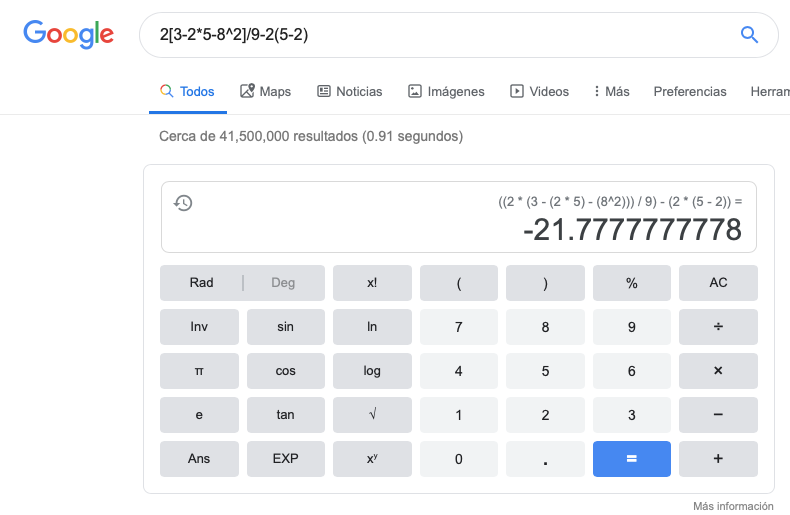 Google 2[3-2*5-8^2]/9-2(5-2)
Todos Maps Noticias Imágenes Videos Más Preferencias Herram
Cerca de 41,500,000 resultados (0.91 segundos)
((2 * (3 - (2 * 5) - (8^2))) / 9) - (2 * (5 - 2)) =
-21.7777777778
Rad | Deg x! ( ) % AC
Inv sin ln 7 8 9 ÷
π cos log 4 5 6 ×
e tan √ 1 2 3 −
Ans EXP xʸ 0 . = +
Más información